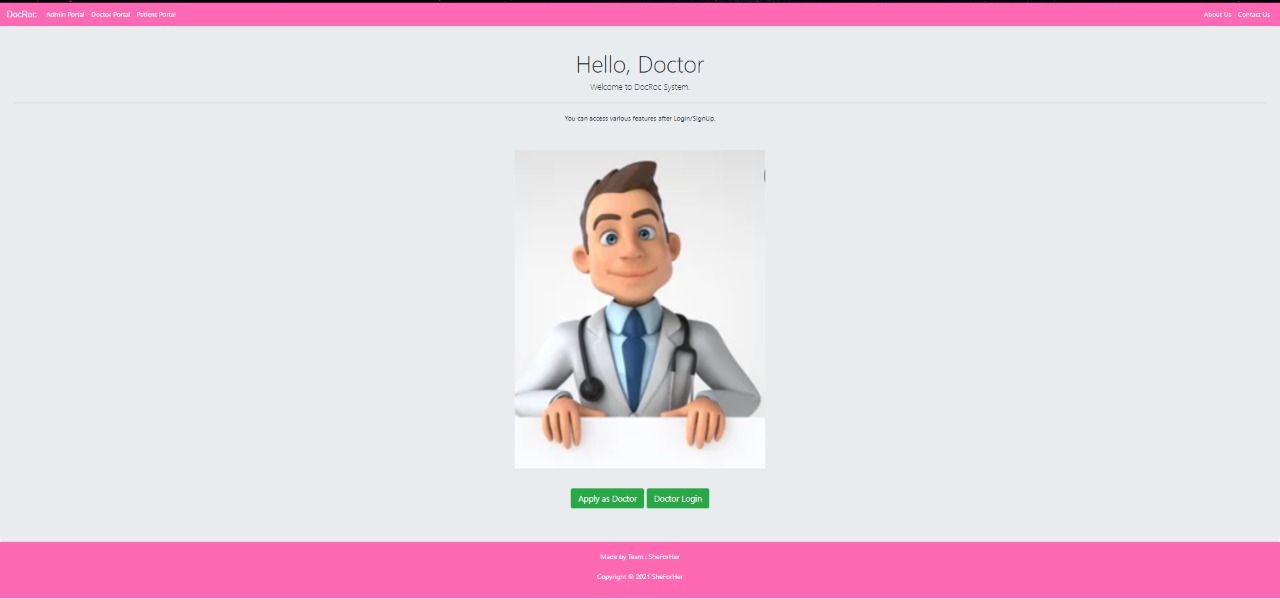 DocRoc Admin Portal Doctor Portal Patient Portal About Us Contact Us
Hello, Doctor
Welcome to DocRoc System.
You can access various features after Login/SignUp.
Apply as Doctor Doctor Login
Made by Team : SheForHer
Copyright © 2021 SheForHer